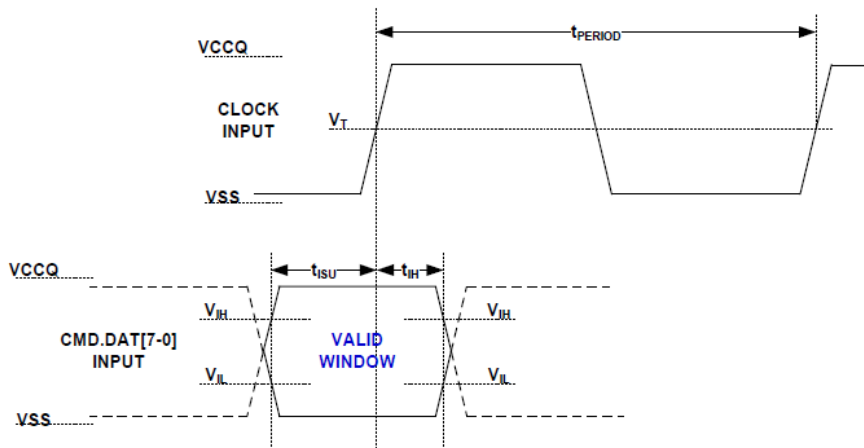 VCCQ
tPERIOD
CLOCK
INPUT
VT
VSS
VCCQ
tISU
tIH
VIH
VIH
CMD.DAT[7-0]
INPUT
VALID
WINDOW
VIL
VIL
VSS